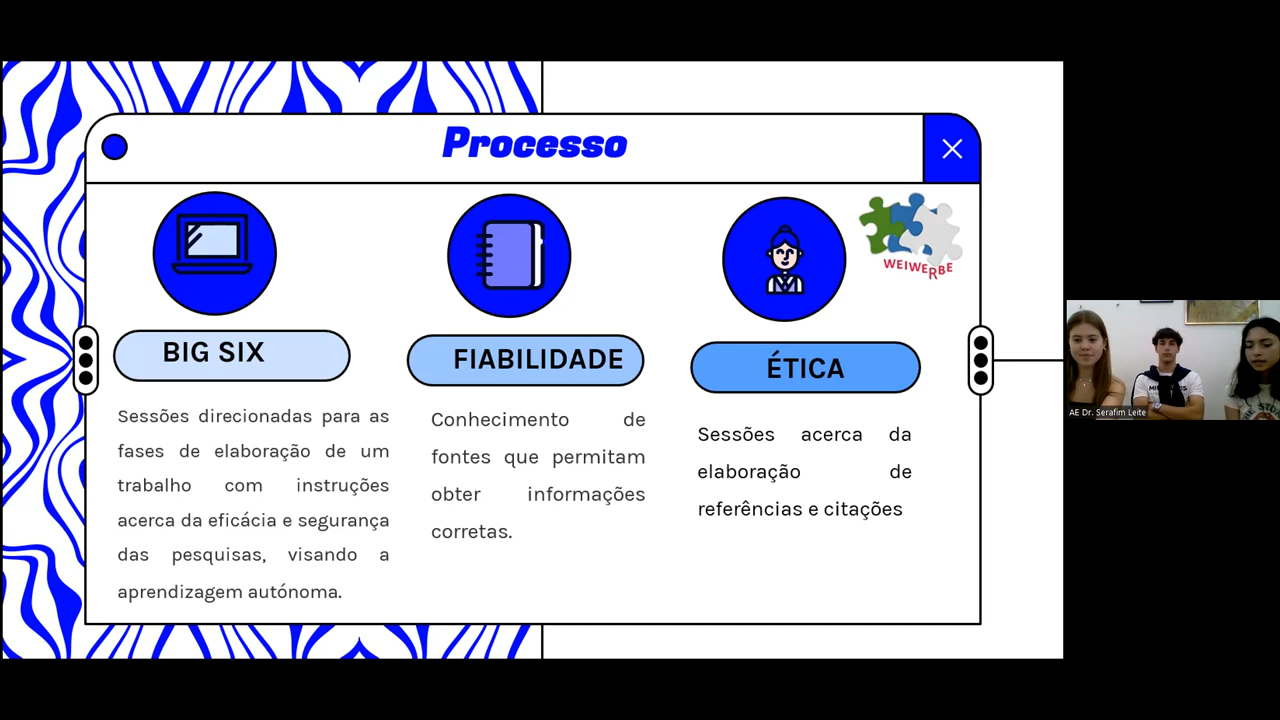 Processo
WEIWERBE
BIG SIX
Sessões direcionadas para as
fases de elaboração de um
trabalho com instruções
acerca da eficácia e segurança
das pesquisas, visando a
aprendizagem autónoma.
FIABILIDADE
Conhecimento de
fontes que permitam
obter informações
corretas.
ÉTICA
Sessões acerca da
elaboração de
referências e citações
AE Dr. Serafim Leite